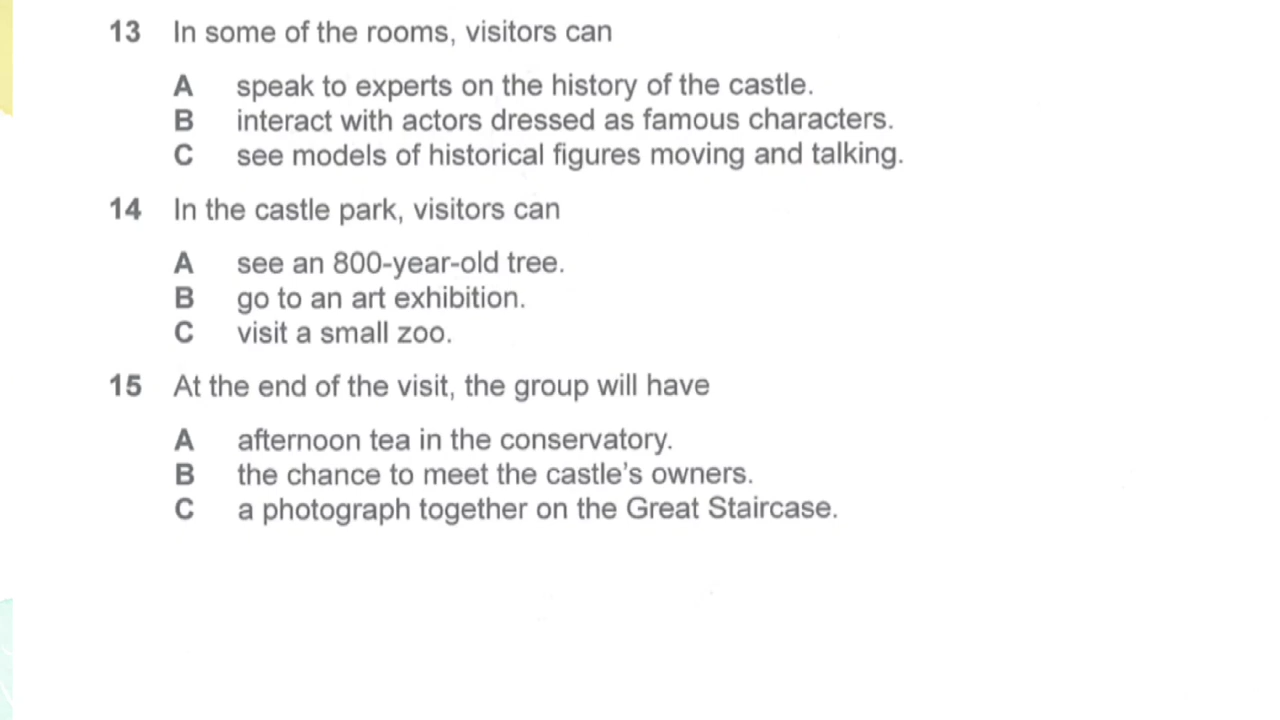 13 In some of the rooms, visitors can
A speak to experts on the history of the castle.
B interact with actors dressed as famous characters.
C see models of historical figures moving and talking.
14 In the castle park, visitors can
A see an 800-year-old tree.
B go to an art exhibition.
C visit a small zoo.
15 At the end of the visit, the group will have
A afternoon tea in the conservatory.
B the chance to meet the castle's owners.
C a photograph together on the Great Staircase.